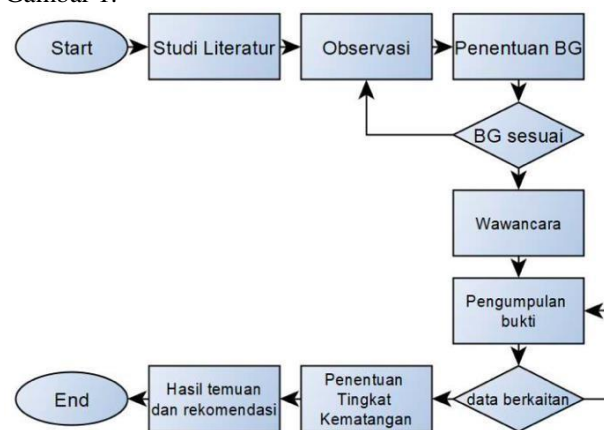 Gambar 1.
Start
Studi Literatur
Observasi
Penentuan BG
BG sesuai
Wawancara
Pengumpulan
bukti
data berkaitan
Penentuan
Tingkat
Kematangan
Hasil temuan
dan rekomendasi
End